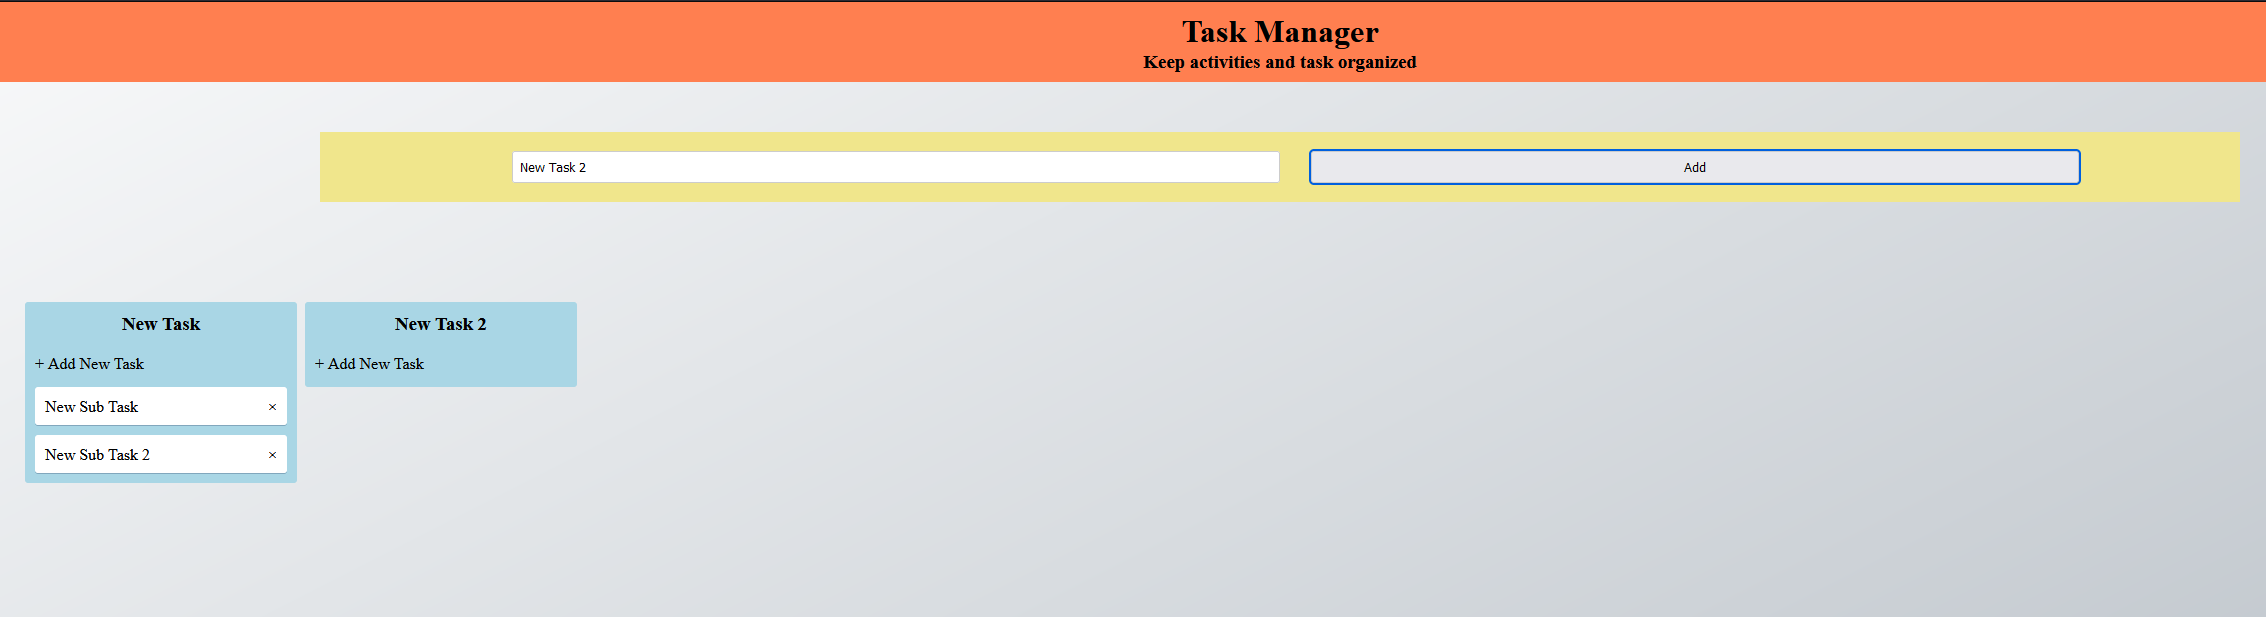 Task Manager
Keep activities and task organized
New Task 2
Add
New Task
+ Add New Task
New Sub Task ×
New Sub Task 2 ×
New Task 2
+ Add New Task